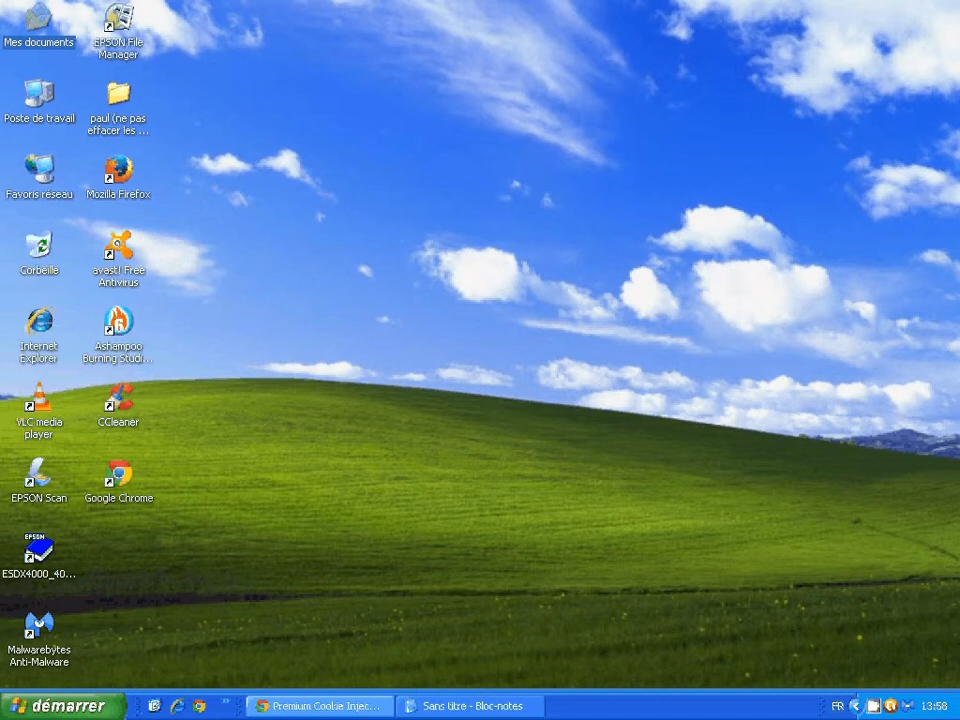 Mes documents
EPSON File
Manager
Poste de travail
paul (ne pas
effacer les ...
Favoris réseau
Mozilla Firefox
Corbeille
avast! Free
Antivirus
Internet
Explorer
Ashampoo
Burning Studi...
VLC media
player
CCleaner
EPSON Scan
Google Chrome
EPSON
ESDX4000_40...
Malwarebytes
Anti-Malware
démarrer
Premium Cookie Injec...
Sans titre - Bloc-notes
FR
13:58